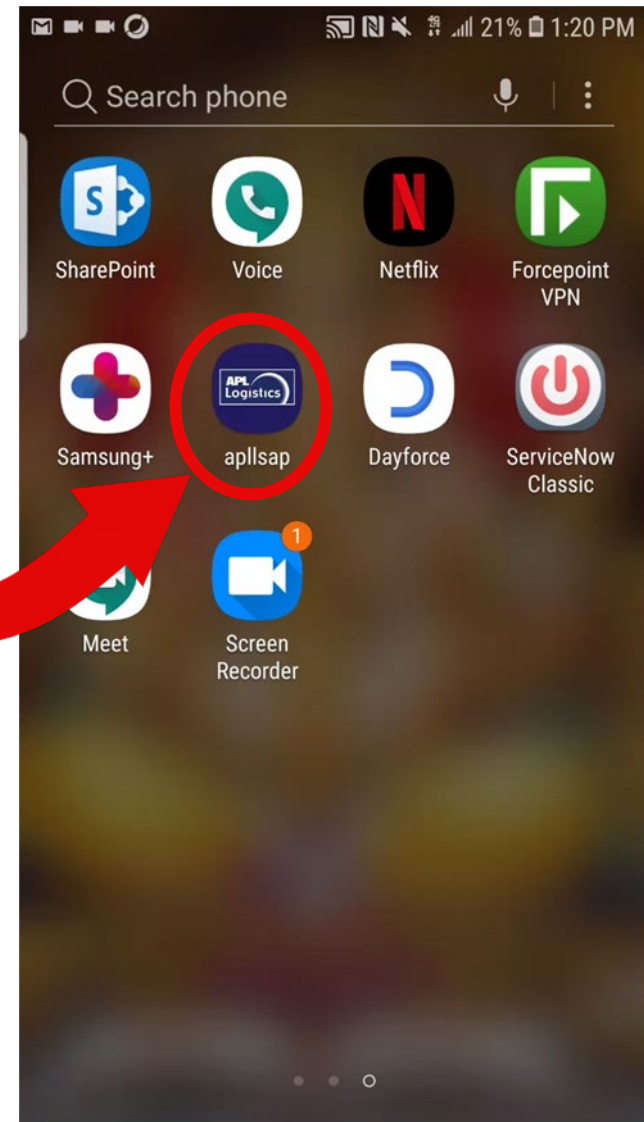 21% 1:20 PM
Search phone
S
N
SharePoint
Voice
Netflix
Forcepoint
VPN
APL
Logistics
Samsung+
apllsap
Dayforce
ServiceNow
Classic
1
Meet
Screen
Recorder